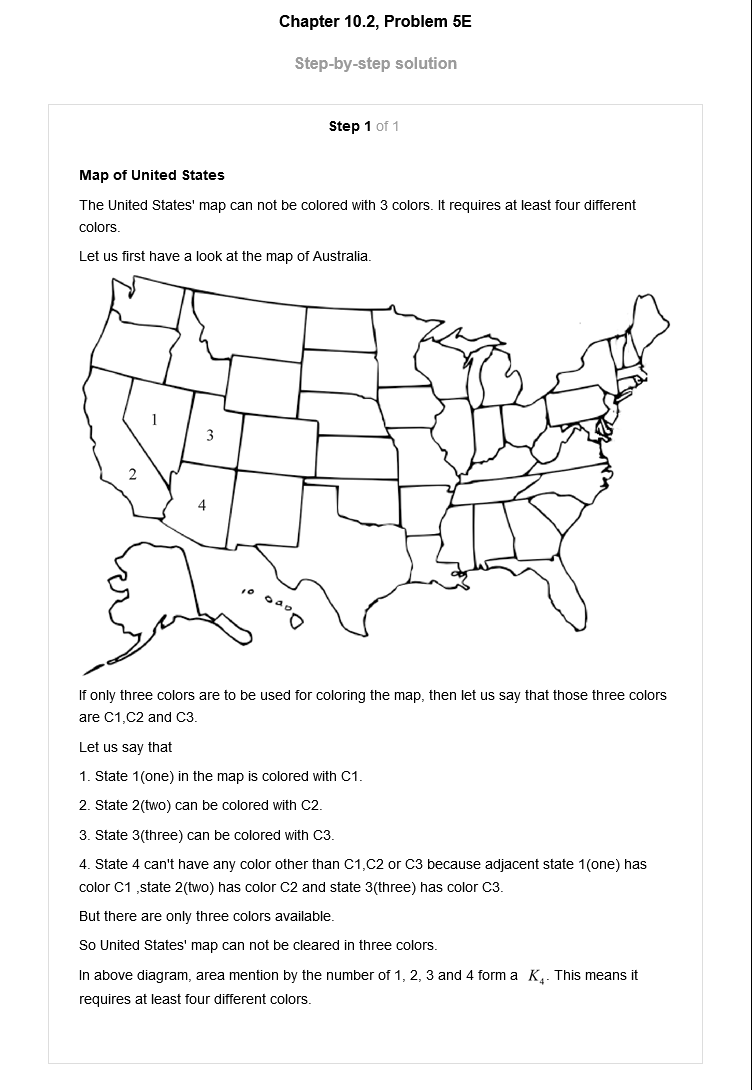 Chapter 10.2, Problem 5E
Step-by-step solution
Step 1 of 1
Map of United States
The United States' map can not be colored with 3 colors. It requires at least four different
colors.
Let us first have a look at the map of Australia.
1
3
2
4
If only three colors are to be used for coloring the map, then let us say that those three colors
are C1,C2 and C3.
Let us say that
1. State 1(one) in the map is colored with C1.
2. State 2(two) can be colored with C2.
3. State 3(three) can be colored with C3.
4. State 4 can't have any color other than C1,C2 or C3 because adjacent state 1(one) has
color C1 ,state 2(two) has color C2 and state 3(three) has color C3.
But there are only three colors available.
So United States' map can not be cleared in three colors.
In above diagram, area mention by the number of 1, 2, 3 and 4 form a K₄. This means it
requires at least four different colors.